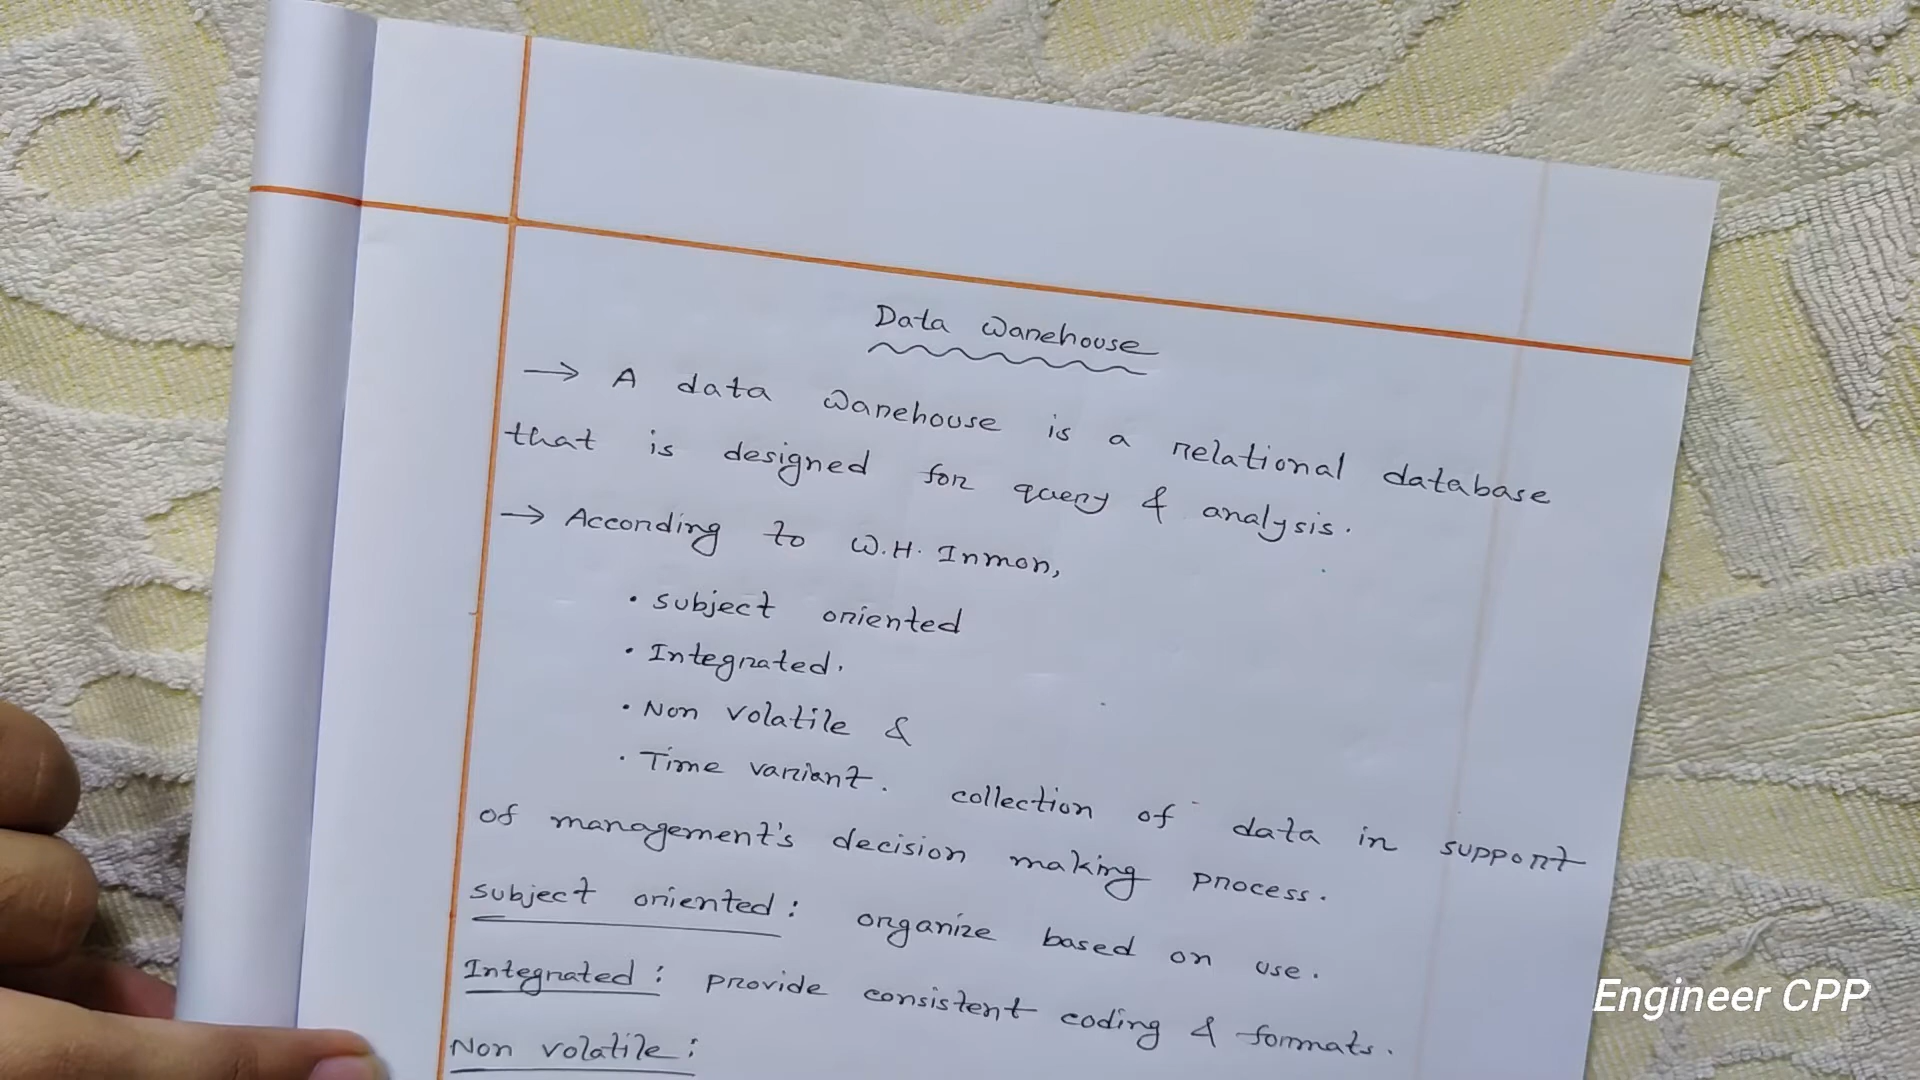 Data Warehouse
→ A data warehouse is a relational database
that is designed for query & analysis.
→ According to W.H. Inmon,
• subject oriented
• Integrated.
• Non volatile &
• Time variant. collection of data in support
of management's decision making process.
subject oriented: organize based on use.
Integrated: provide consistent coding & formats.
Non volatile:
Engineer CPP